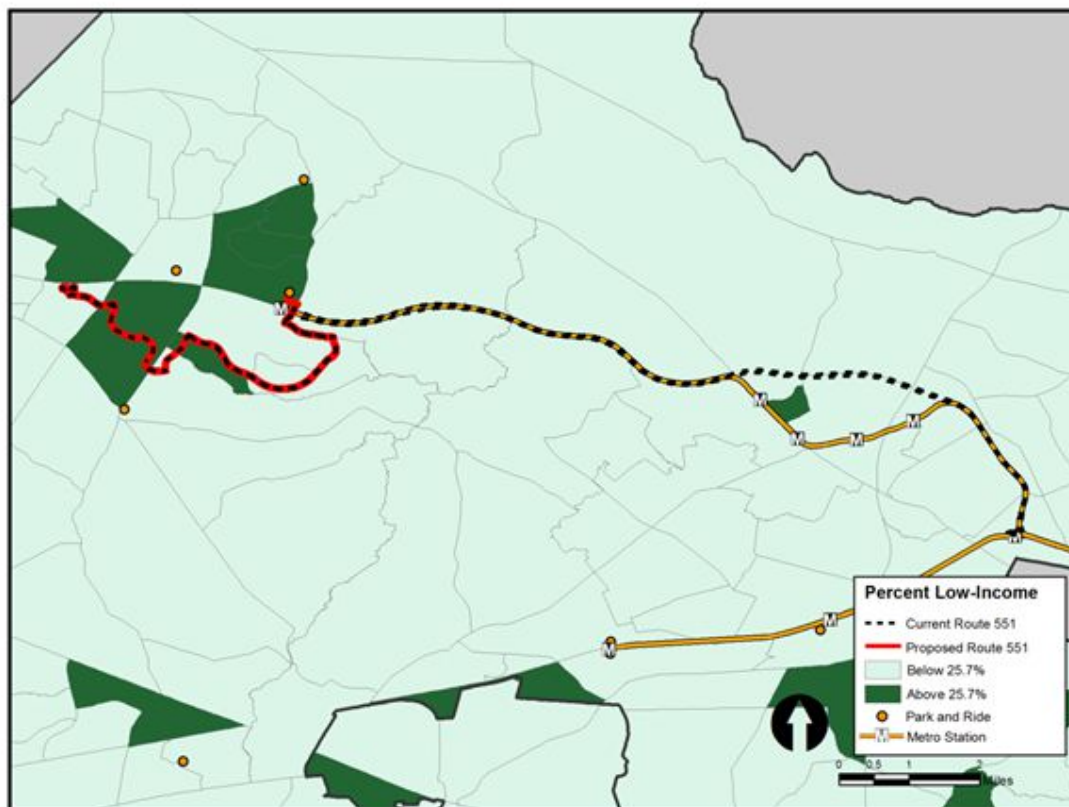 M
M
M
M
M
M
M
M
Percent Low-Income
Current Route 551
Proposed Route 551
Below 25.7%
Above 25.7%
Park and Ride
M Metro Station
0 0.5 1 2
Miles